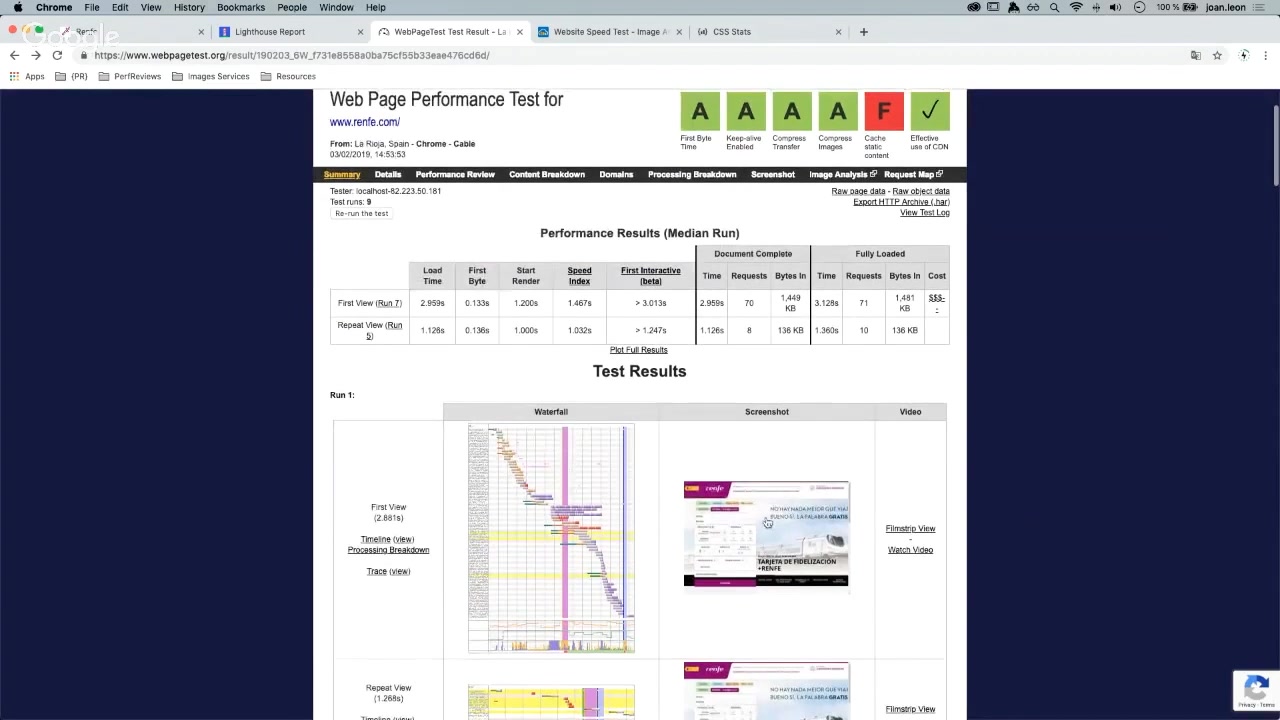 Chrome File Edit View History Bookmarks People Window Help 100 % joan.leon
Renfe Lighthouse Report WebPageTest Test Result - La Website Speed Test - Image A CSS Stats
https://www.webpagetest.org/result/190203_6W_f731e8558a0ba75cf55b33eae476cd6d/
Apps {PR} PerfReviews Images Services Resources
Web Page Performance Test for
www.renfe.com/
From: La Rioja, Spain - Chrome - Cable
03/02/2019, 14:53:53
A A A A F ✓
First Byte Time
Keep-alive Enabled
Compress Transfer
Compress Images
Cache static content
Effective use of CDN
Summary Details Performance Review Content Breakdown Domains Processing Breakdown Screenshot Image Analysis Request Map
Tester: localhost-82.223.50.181
Test runs: 9
Re-run the test
Raw page data - Raw object data
Export HTTP Archive (.har)
View Test Log
Performance Results (Median Run)
Document Complete Fully Loaded
Load Time First Byte Start Render Speed Index First Interactive (beta) Time Requests Bytes In Time Requests Bytes In Cost
First View (Run 7) 2.959s 0.133s 1.200s 1.467s > 3.013s 2.959s 70 1,449 KB 3.128s 71 1,481 KB $$$--
Repeat View (Run 5) 1.126s 0.136s 1.000s 1.032s > 1.247s 1.126s 8 136 KB 1.360s 10 136 KB
Plot Full Results
Test Results
Run 1:
Waterfall Screenshot Video
First View
(2.881s)
Timeline (view)
Processing Breakdown
Trace (view)
renfe
NO HAY NADA MEJOR QUE VIAJ
BUENO SÍ, LA PALABRA GRATIS
TARJETA DE FIDELIZACIÓN
+RENFE
Filmstrip View
Watch Video
Repeat View
(1.268s)
Timeline (view)
renfe
NO HAY NADA MEJOR QUE VIAJ
BUENO SÍ, LA PALABRA GRATIS
Filmstrip View
Privacy - Terms